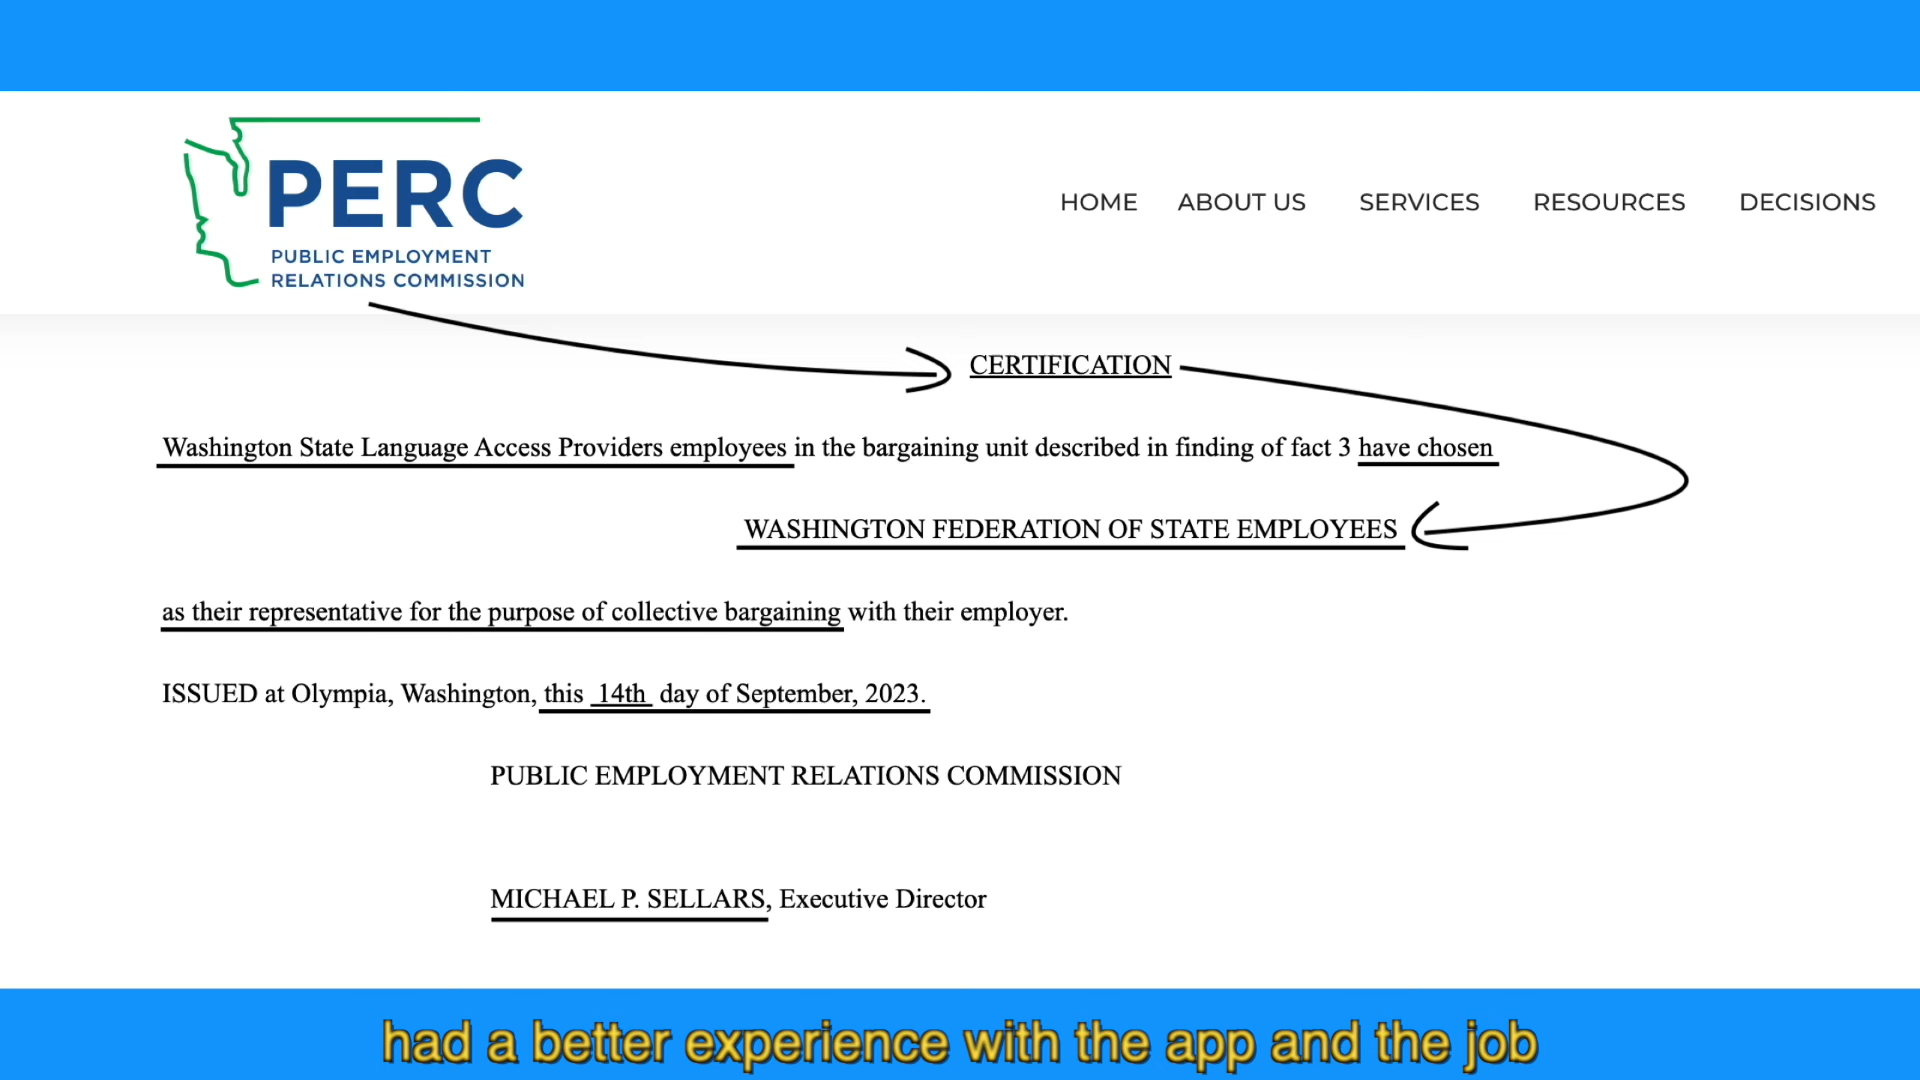 PERC
PUBLIC EMPLOYMENT
RELATIONS COMMISSION
HOME ABOUT US SERVICES RESOURCES DECISIONS
CERTIFICATION
Washington State Language Access Providers employees in the bargaining unit described in finding of fact 3 have chosen
WASHINGTON FEDERATION OF STATE EMPLOYEES
as their representative for the purpose of collective bargaining with their employer.
ISSUED at Olympia, Washington, this 14th day of September, 2023.
PUBLIC EMPLOYMENT RELATIONS COMMISSION
MICHAEL P. SELLARS, Executive Director
had a better experience with the app and the job